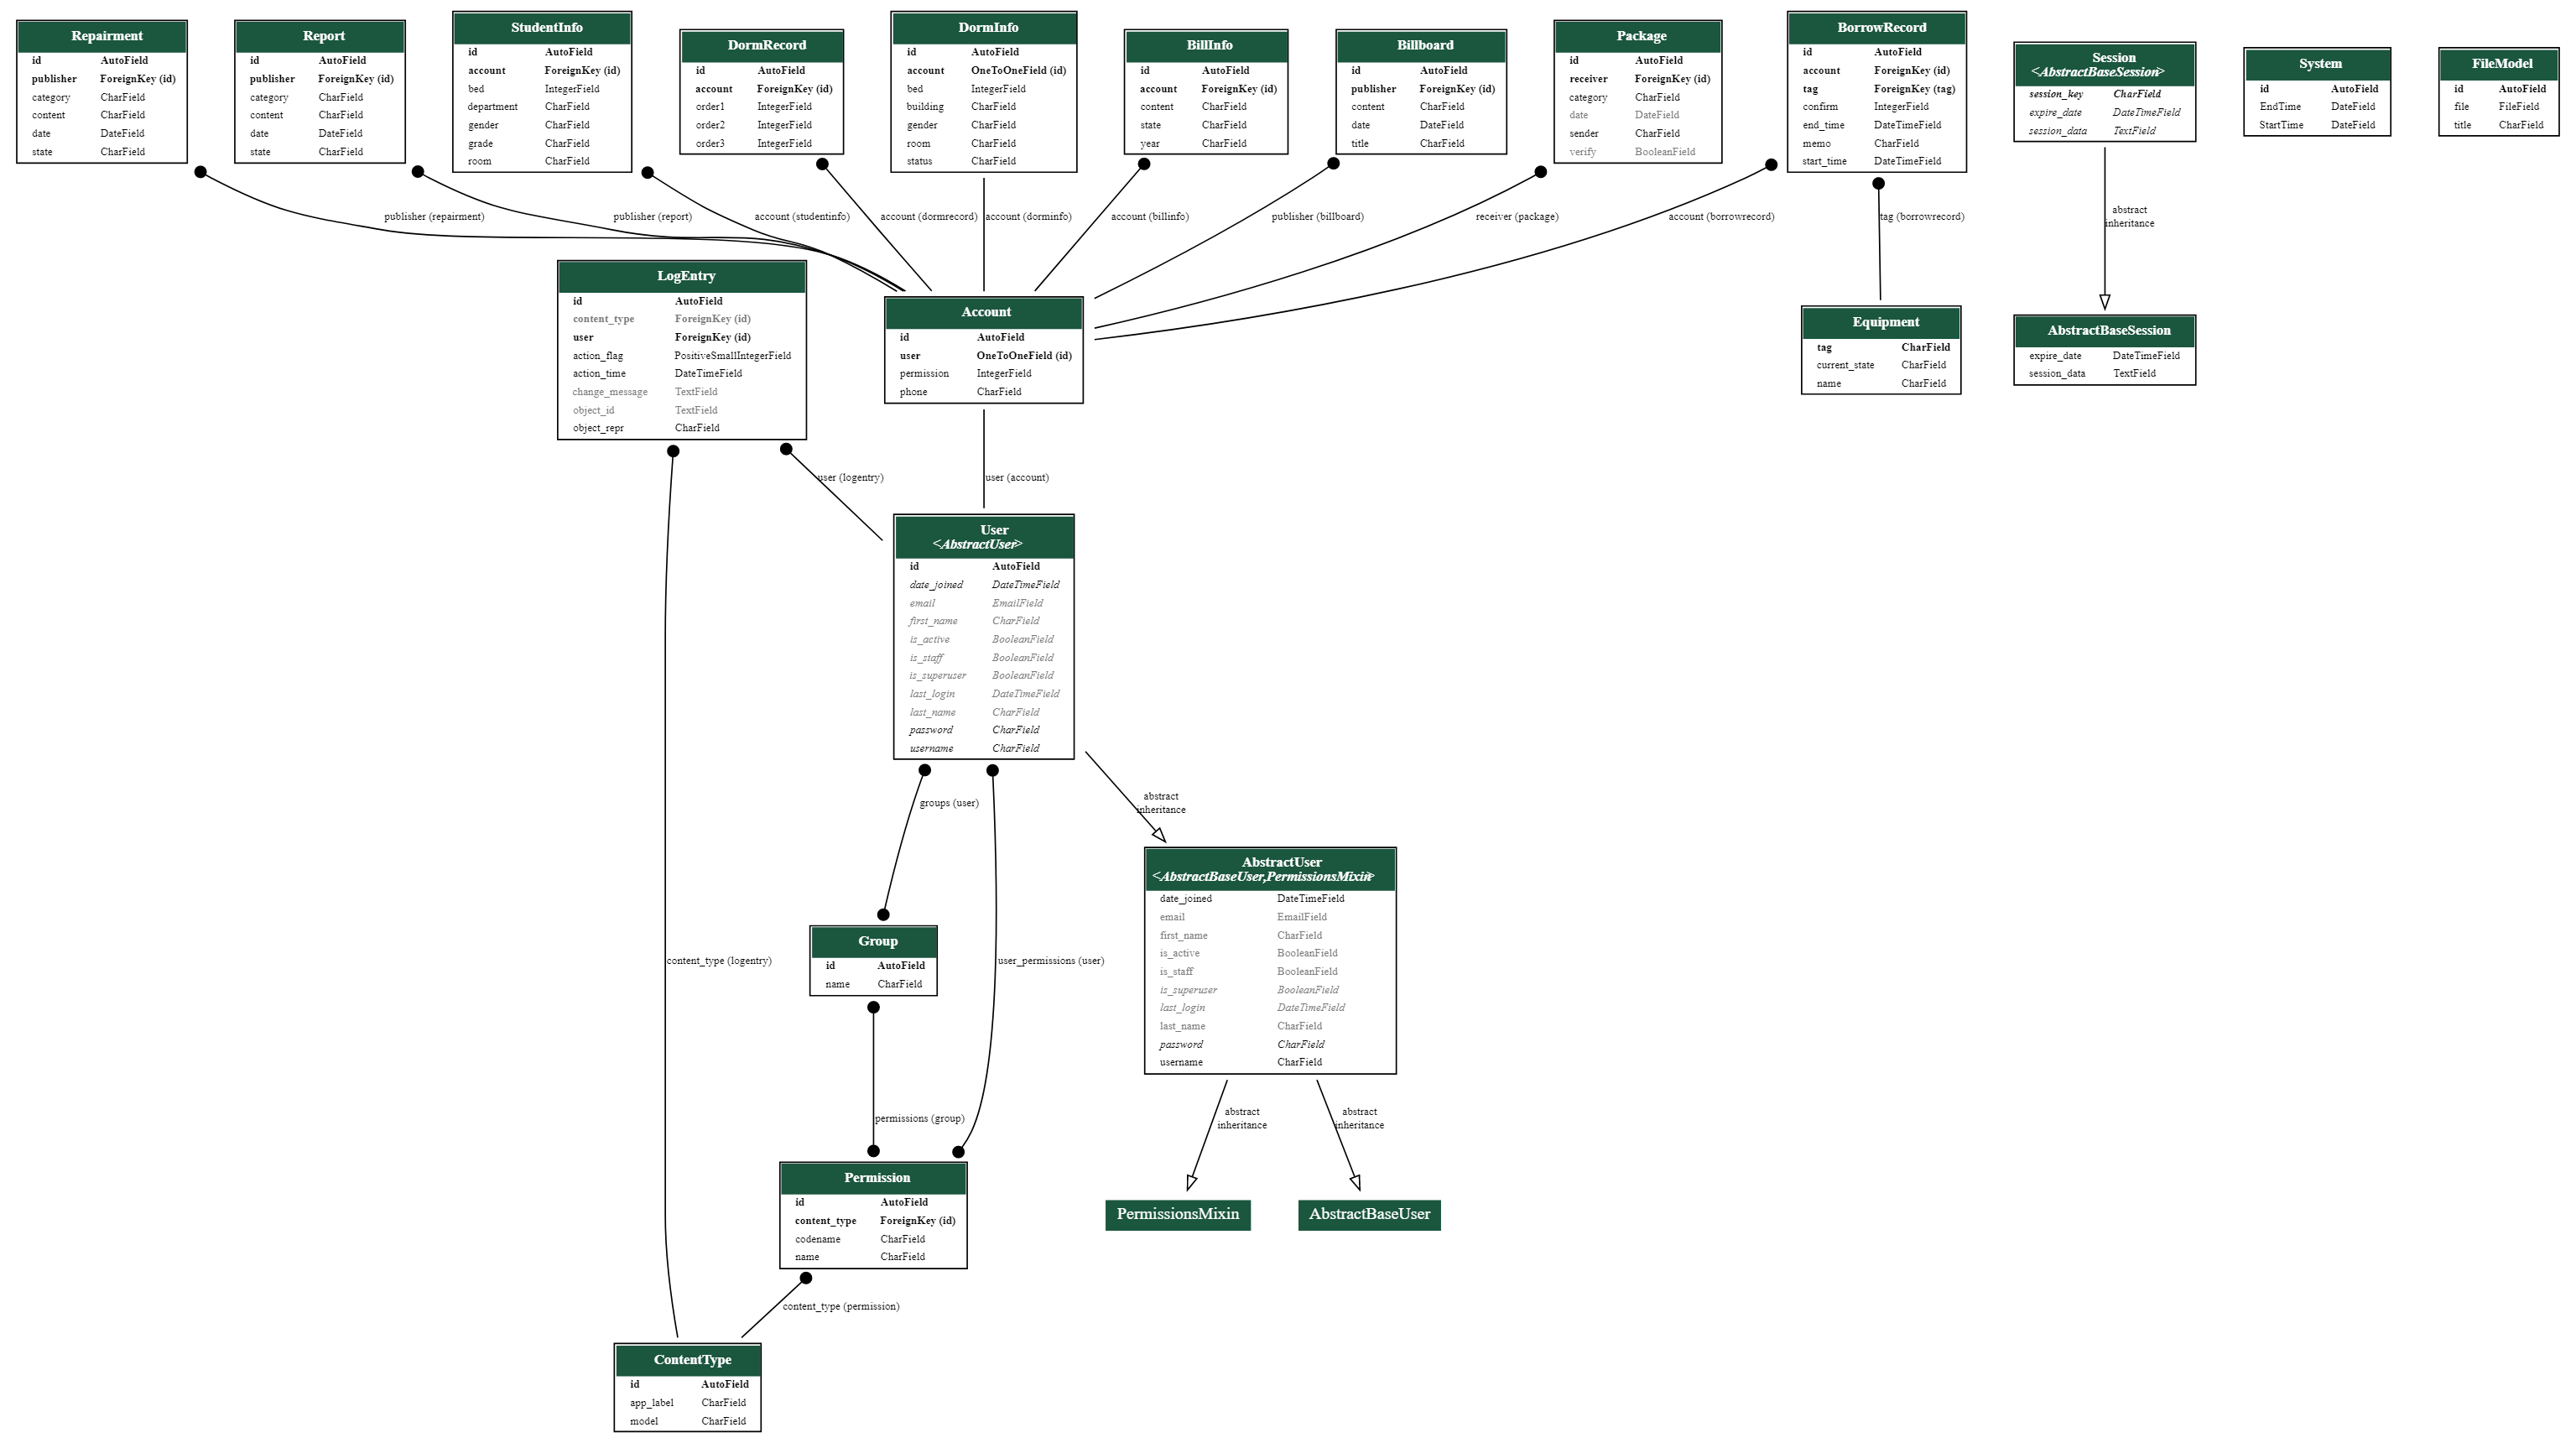 Repairment
id AutoField
publisher ForeignKey (id)
category CharField
content CharField
date DateField
state CharField
Report
id AutoField
publisher ForeignKey (id)
category CharField
content CharField
date DateField
state CharField
StudentInfo
id AutoField
account ForeignKey (id)
bed IntegerField
department CharField
gender CharField
grade CharField
room CharField
DormRecord
id AutoField
account ForeignKey (id)
order1 IntegerField
order2 IntegerField
order3 IntegerField
DormInfo
id AutoField
account OneToOneField (id)
bed IntegerField
building CharField
gender CharField
room CharField
status CharField
BillInfo
id AutoField
account ForeignKey (id)
content CharField
state CharField
year CharField
Billboard
id AutoField
publisher ForeignKey (id)
content CharField
date DateField
title CharField
Package
id AutoField
receiver ForeignKey (id)
category CharField
date DateField
sender CharField
verify BooleanField
BorrowRecord
id AutoField
account ForeignKey (id)
tag ForeignKey (tag)
confirm IntegerField
end_time DateTimeField
memo CharField
start_time DateTimeField
Session
<AbstractBaseSession>
session_key CharField
expire_date DateTimeField
session_data TextField
System
id AutoField
EndTime DateField
StartTime DateField
FileModel
id AutoField
file FileField
title CharField
publisher (repairment)
publisher (report)
account (studentinfo)
account (dormrecord)
account (dorminfo)
account (billinfo)
publisher (billboard)
receiver (package)
account (borrowrecord)
tag (borrowrecord)
abstract
inheritance
LogEntry
id AutoField
content_type ForeignKey (id)
user ForeignKey (id)
action_flag PositiveSmallIntegerField
action_time DateTimeField
change_message TextField
object_id TextField
object_repr CharField
Account
id AutoField
user OneToOneField (id)
permission IntegerField
phone CharField
Equipment
tag CharField
current_state CharField
name CharField
AbstractBaseSession
expire_date DateTimeField
session_data TextField
user (logentry)
user (account)
User
<AbstractUser>
id AutoField
date_joined DateTimeField
email EmailField
first_name CharField
is_active BooleanField
is_staff BooleanField
is_superuser BooleanField
last_login DateTimeField
last_name CharField
password CharField
username CharField
groups (user)
abstract
inheritance
AbstractUser
<AbstractBaseUser,PermissionsMixin>
date_joined DateTimeField
email EmailField
first_name CharField
is_active BooleanField
is_staff BooleanField
is_superuser BooleanField
last_login DateTimeField
last_name CharField
password CharField
username CharField
Group
id AutoField
name CharField
content_type (logentry)
user_permissions (user)
permissions (group)
abstract
inheritance
abstract
inheritance
Permission
id AutoField
content_type ForeignKey (id)
codename CharField
name CharField
PermissionsMixin
AbstractBaseUser
content_type (permission)
ContentType
id AutoField
app_label CharField
model CharField